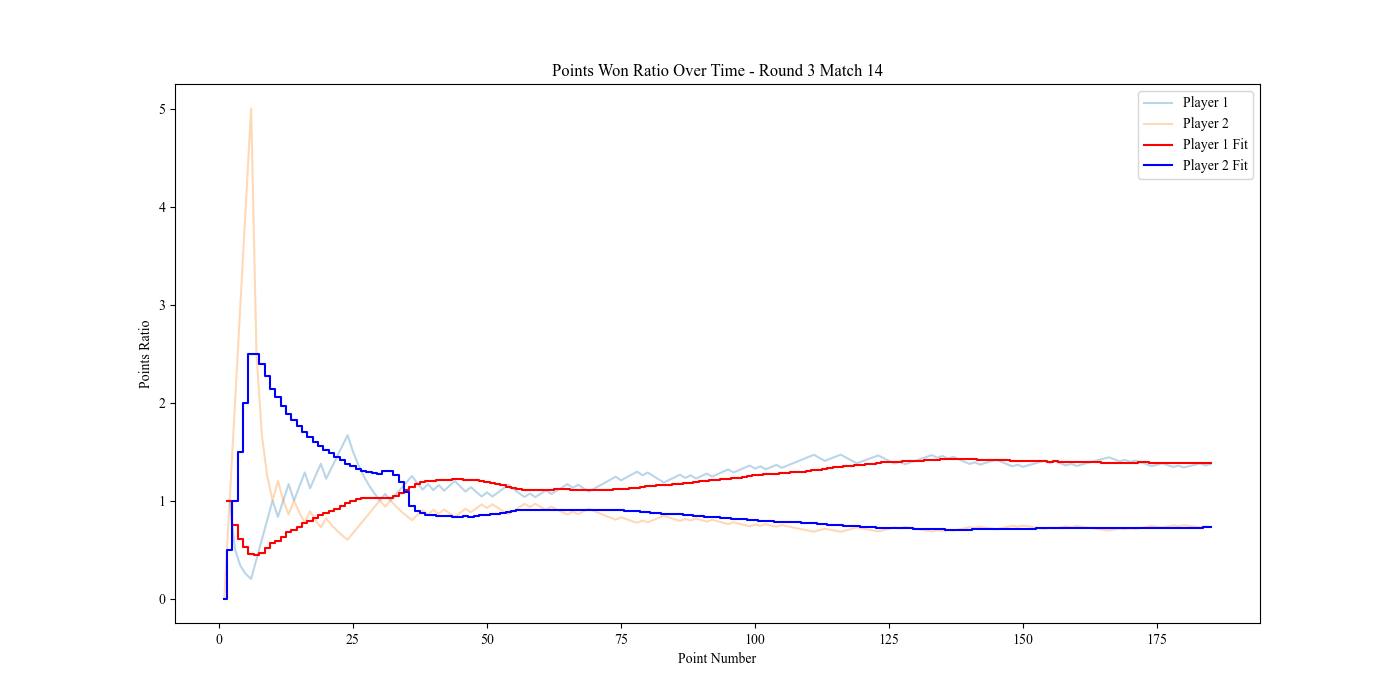 Points Won Ratio Over Time - Round 3 Match 14
Player 1
Player 2
Player 1 Fit
Player 2 Fit
Points Ratio
5
4
3
2
1
0
0 25 50 75 100 125 150 175
Point Number